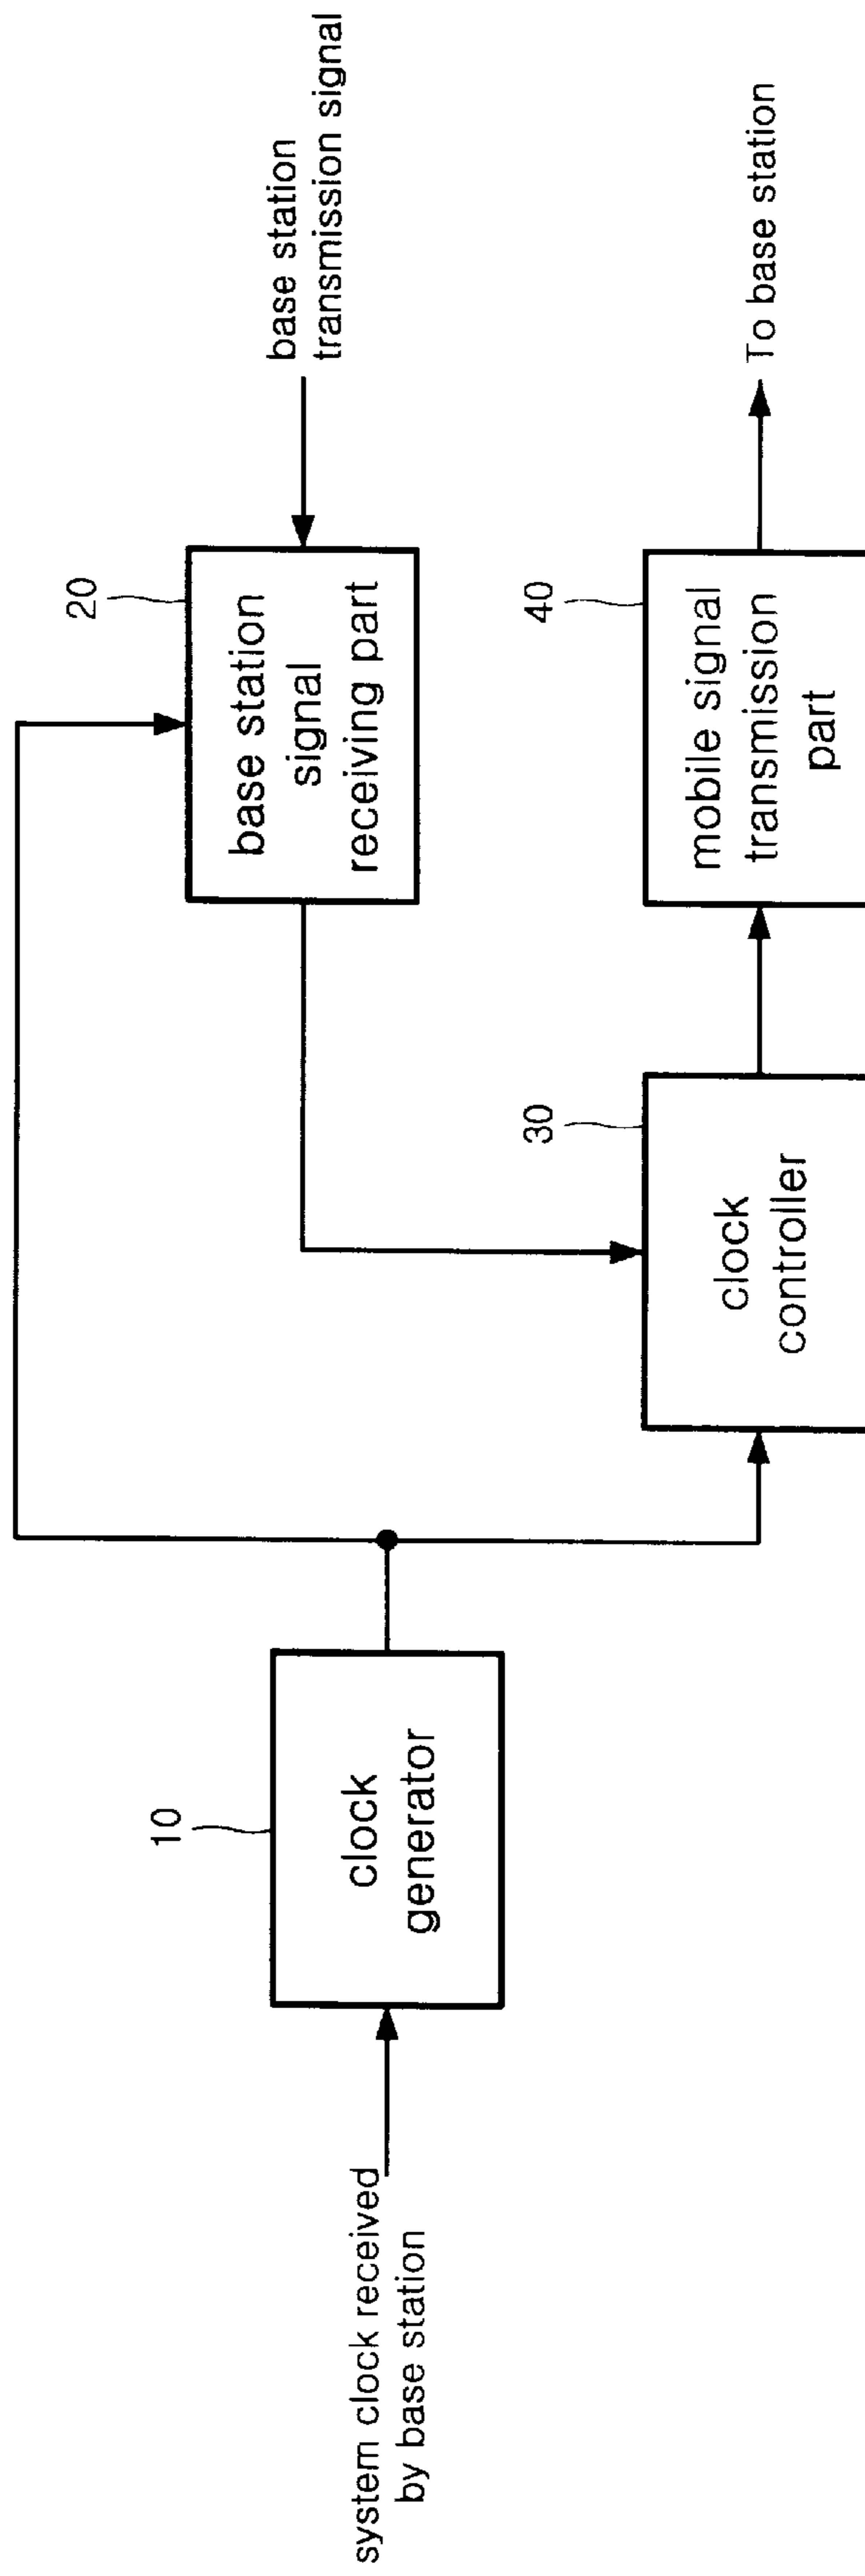 system clock received
by base station
10
clock
generator
20
base station
signal
receiving part
base station
transmission signal
30
clock
controller
40
mobile signal
transmission
part
To base station